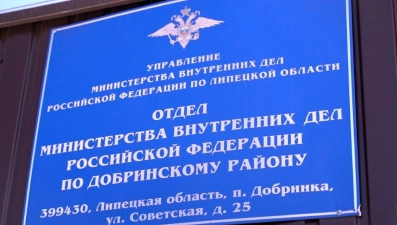 УПРАВЛЕНИЕ
МИНИСТЕРСТВА ВНУТРЕННИХ ДЕЛ
РОССИЙСКОЙ ФЕДЕРАЦИИ ПО ЛИПЕЦКОЙ ОБЛАСТИ
ОТДЕЛ
МИНИСТЕРСТВА ВНУТРЕННИХ ДЕЛ
РОССИЙСКОЙ ФЕДЕРАЦИИ
ПО ДОБРИНСКОМУ РАЙОНУ
399430, Липецкая область, п. Добринка,
ул. Советская, д. 25